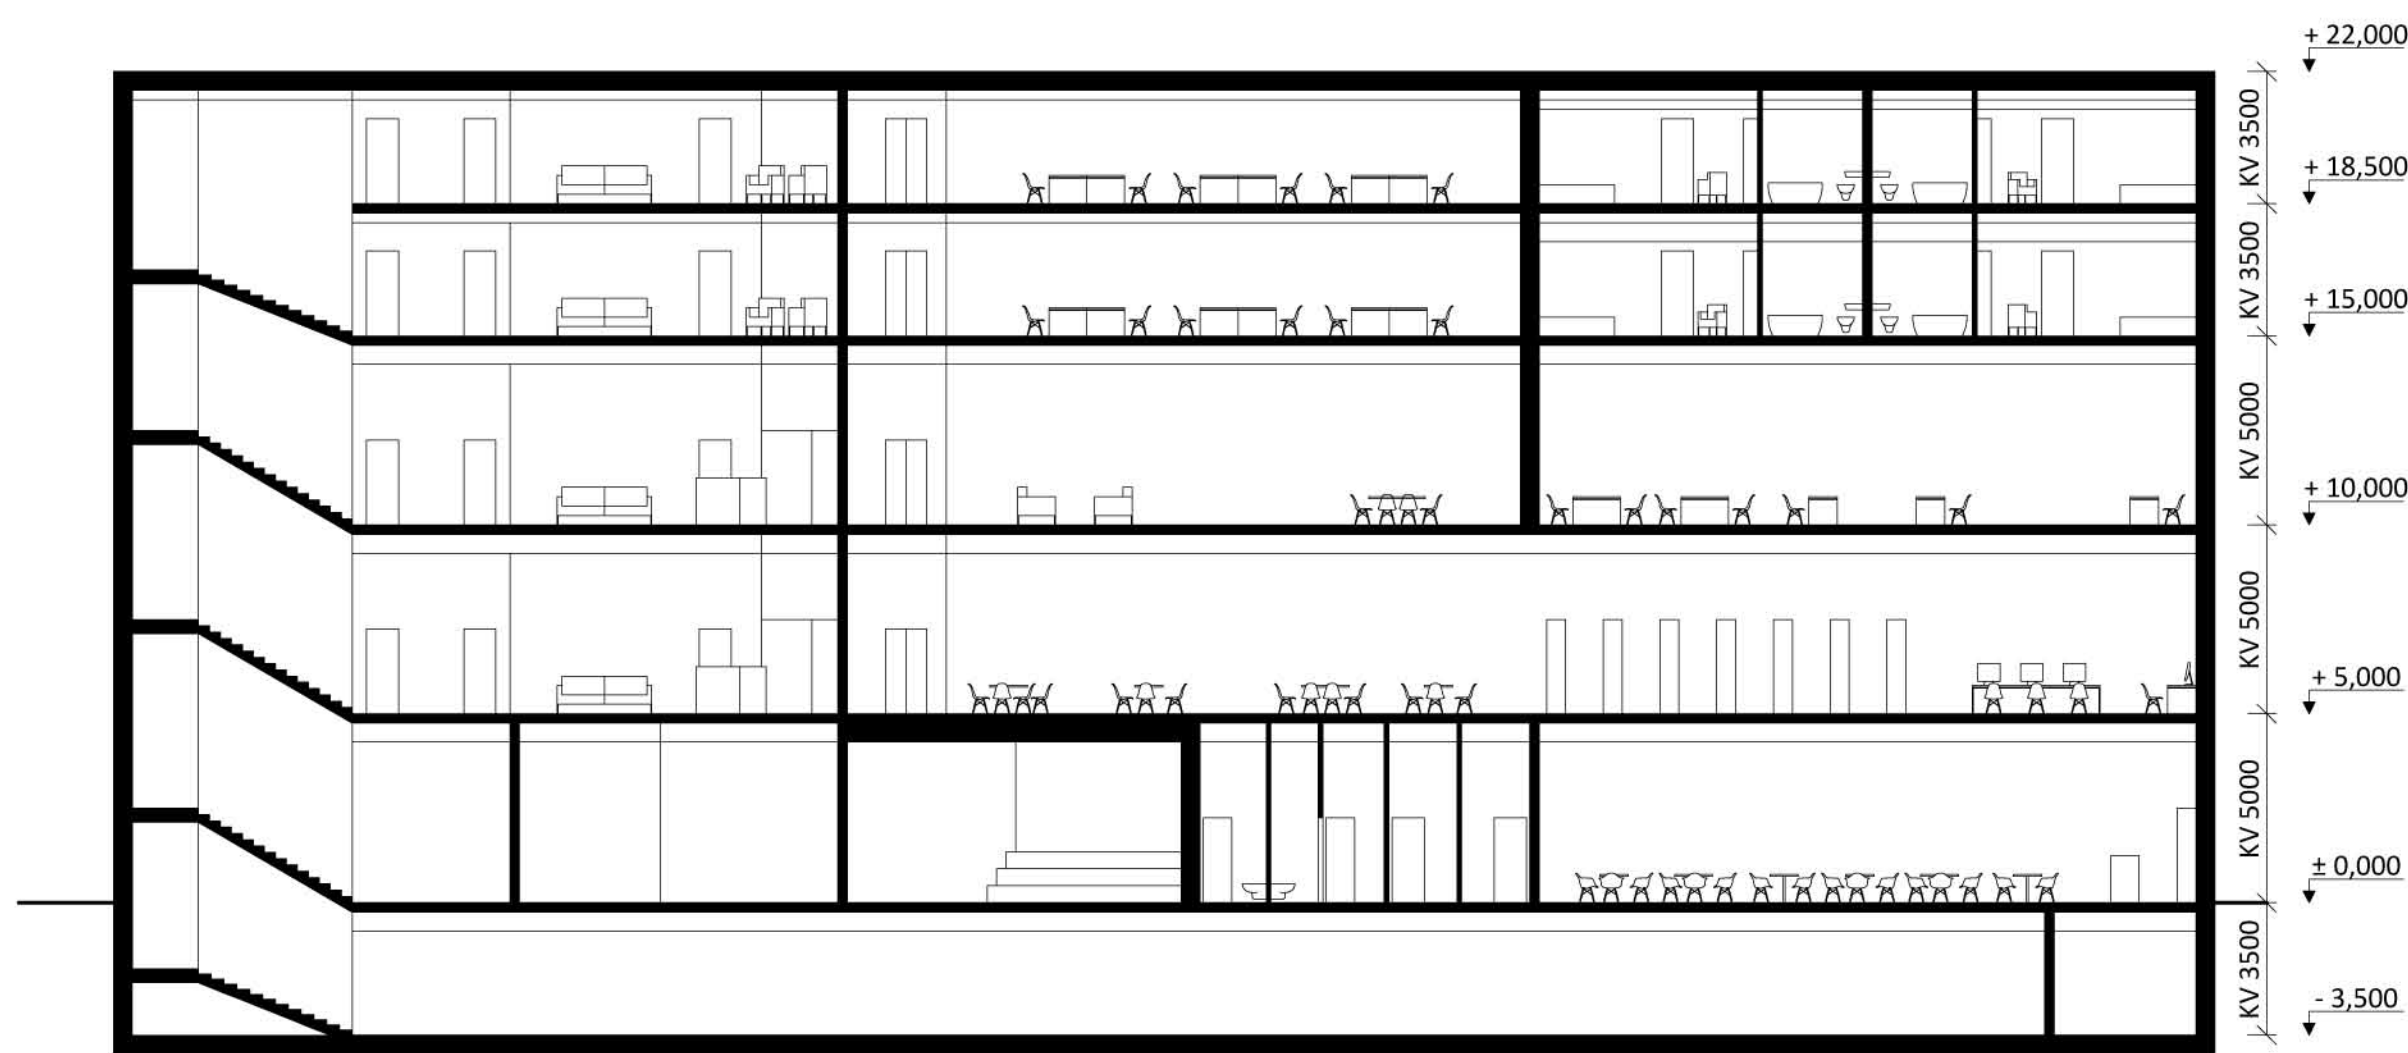 + 22,000
KV 3500
+ 18,500
KV 3500
+ 15,000
KV 5000
+ 10,000
KV 5000
+ 5,000
KV 5000
± 0,000
KV 3500
- 3,500